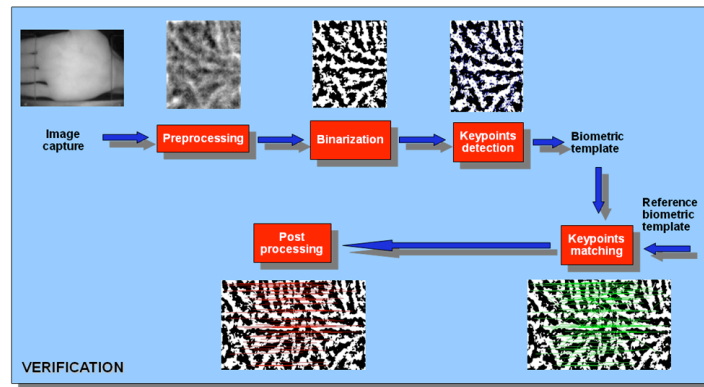 Image
capture
Preprocessing
Binarization
Keypoints
detection
Biometric
template
Reference
biometric
template
Post
processing
Keypoints
matching
VERIFICATION